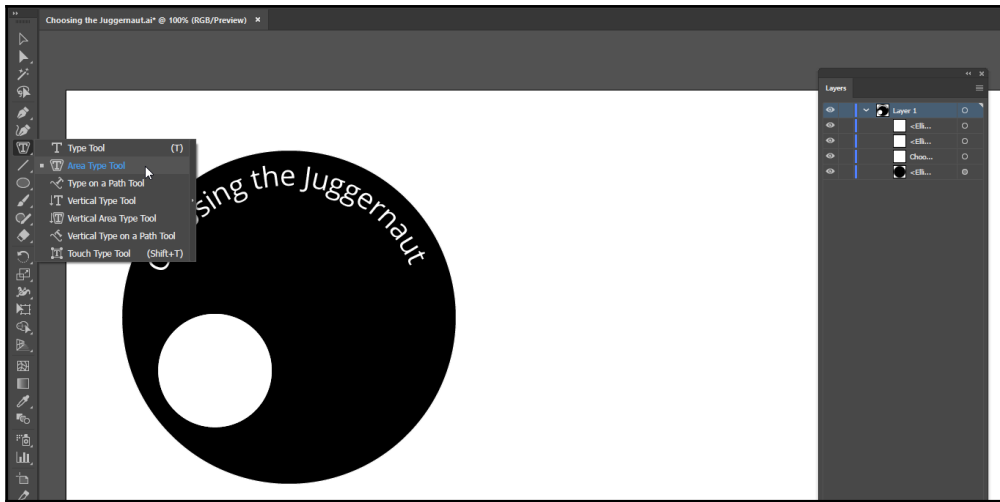 Choosing the Juggernaut.ai* @ 100% (RGB/Preview) ×
Layers
Layer 1
<Elli...
<Elli...
Choo...
<Elli...
Type Tool (T)
Area Type Tool
Type on a Path Tool
Vertical Type Tool
Vertical Area Type Tool
Vertical Type on a Path Tool
Touch Type Tool (Shift+T)
sing the Juggernaut